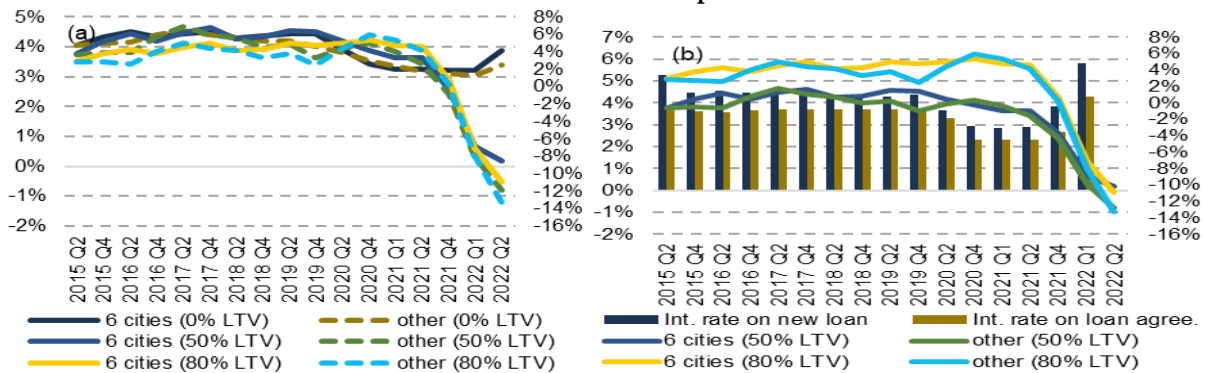 (a)
5%
4%
3%
2%
1%
0%
-1%
-2%
8%
6%
4%
2%
0%
-2%
-4%
-6%
-8%
-10%
-12%
-14%
-16%
2015 Q2
2015 Q4
2016 Q2
2016 Q4
2017 Q2
2017 Q4
2018 Q2
2018 Q4
2019 Q2
2019 Q4
2020 Q2
2020 Q4
2021 Q1
2021 Q2
2021 Q4
2022 Q1
2022 Q2
6 cities (0% LTV)
other (0% LTV)
6 cities (50% LTV)
other (50% LTV)
6 cities (80% LTV)
other (80% LTV)
(b)
7%
6%
5%
4%
3%
2%
1%
0%
-1%
-2%
8%
6%
4%
2%
0%
-2%
-4%
-6%
-8%
-10%
-12%
-14%
-16%
2015 Q2
2015 Q4
2016 Q2
2016 Q4
2017 Q2
2017 Q4
2018 Q2
2018 Q4
2019 Q2
2019 Q4
2020 Q2
2020 Q4
2021 Q1
2021 Q2
2021 Q4
2022 Q1
2022 Q2
Int. rate on new loan
Int. rate on loan agree.
6 cities (50% LTV)
other (50% LTV)
6 cities (80% LTV)
other (80% LTV)